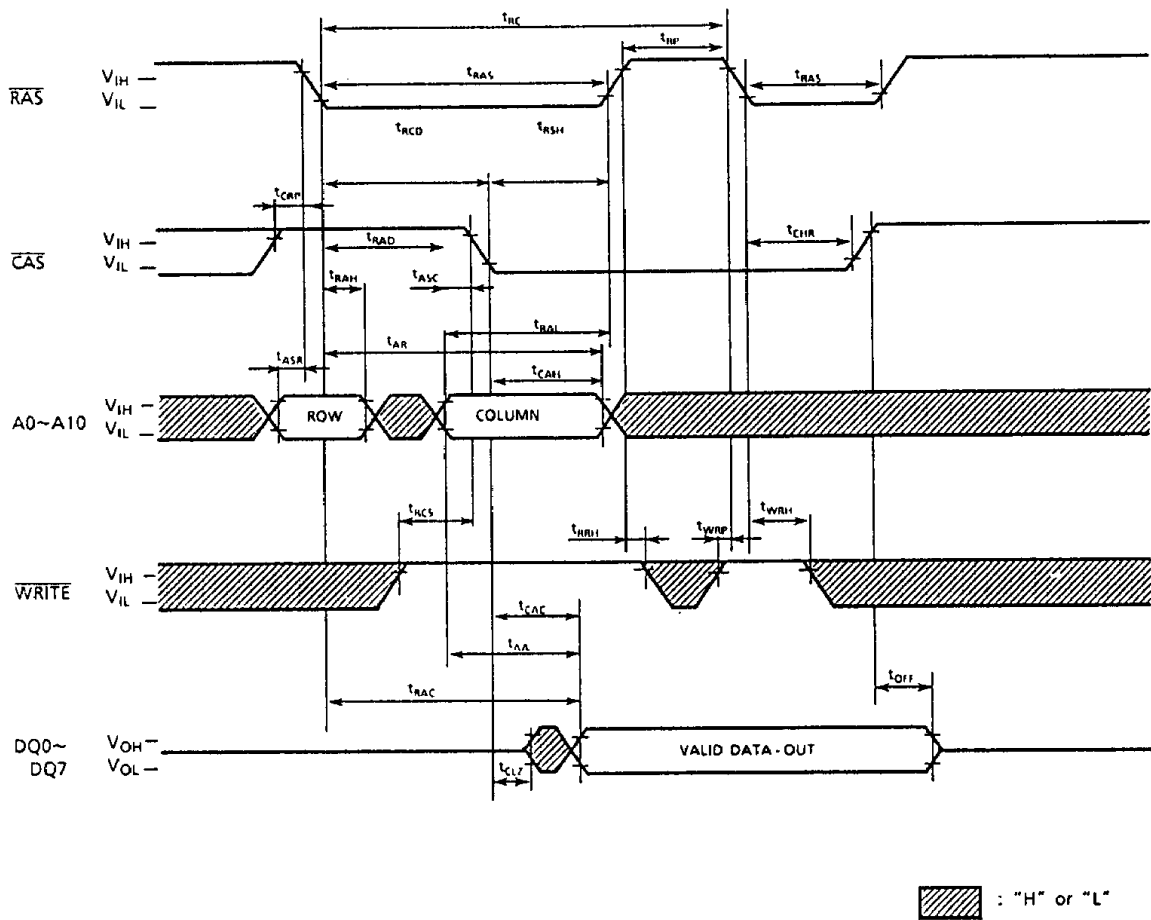 tRC
tRP
VIH
tRAS
tRAS
RAS
VIL
tRCD
tRSH
tCRP
VIH
tRAD
tCHR
CAS
VIL
tRAH
tASC
tRAL
tAR
tASR
tCAH
VIH
ROW
COLUMN
A0~A10
VIL
tRCS
tRRH
tWRP
tWRH
VIH
WRITE
VIL
tCAC
tAA
tRAC
tOFF
DQ0~
DQ7
VOH
VALID DATA-OUT
VOL
tCLZ
: "H" or "L"